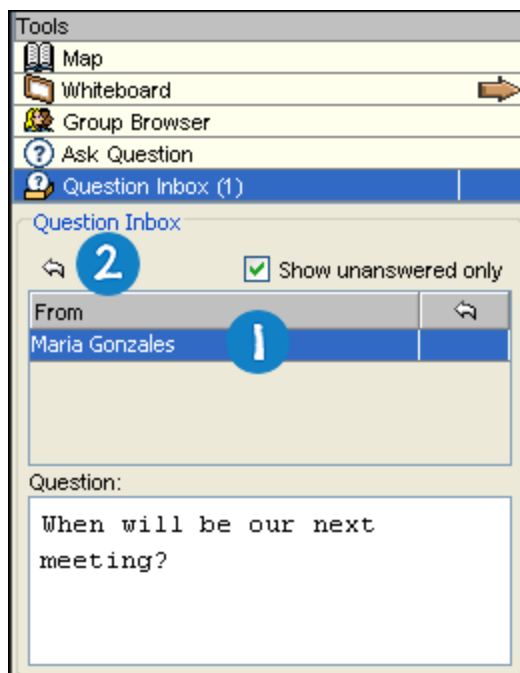 Tools
Map
Whiteboard
Group Browser
? Ask Question
? Question Inbox (1)
Question Inbox
2 Show unanswered only
From
Maria Gonzales 1
Question:
When will be our next
meeting?